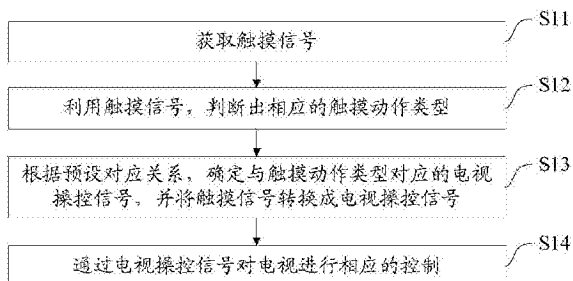 S11
获取触摸信号
S12
利用触摸信号，判断出相应的触摸动作类型
S13
根据预设对应关系，确定与触摸动作类型对应的电视
操控信号，并将触摸信号转换成电视操控信号
S14
通过电视操控信号对电视进行相应的控制